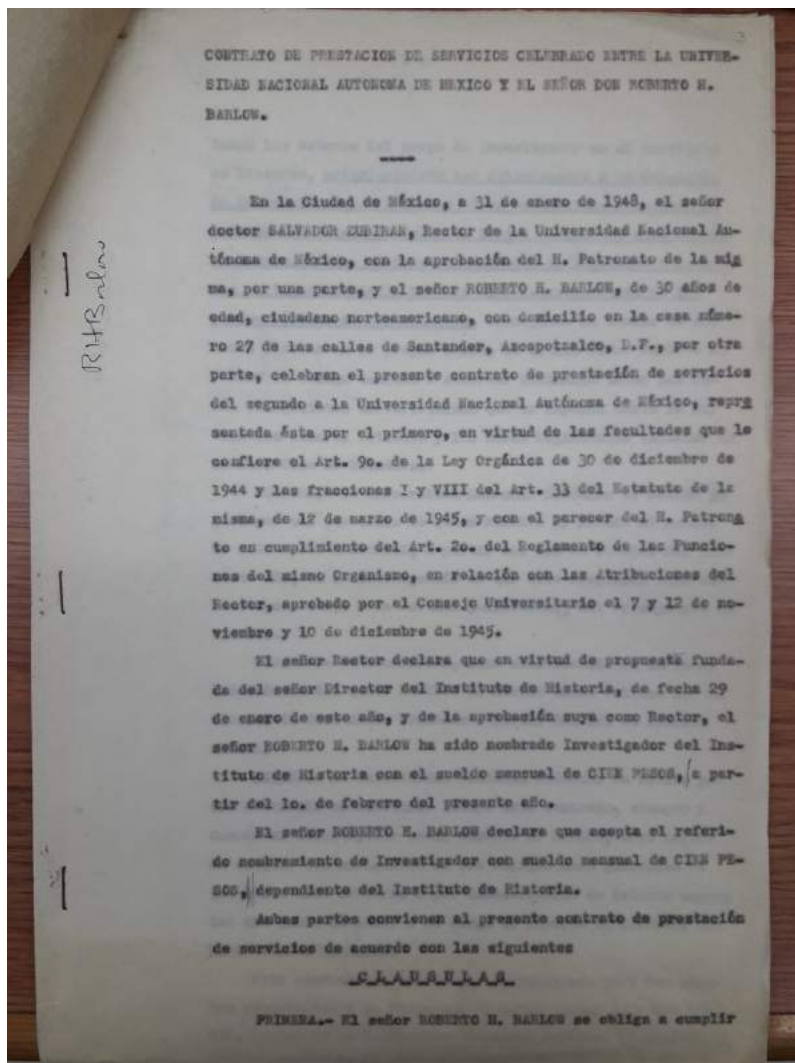 CONTRATO DE PRESTACION DE SERVICIOS CELEBRADO ENTRE LA UNIVER-
SIDAD NACIONAL AUTONOMA DE MEXICO Y EL SEÑOR DON ROBERTO H.
BARLOW.
En la Ciudad de México, a 31 de enero de 1948, el señor
doctor SALVADOR ZUBIRAN, Rector de la Universidad Nacional Au-
tónoma de México, con la aprobación del H. Patronato de la mis
ma, por una parte, y el señor ROBERTO H. BARLOW, de 30 años de
edad, ciudadano norteamericano, con domicilio en la casa núme-
ro 27 de las calles de Santander, Azcapotzalco, D.F., por otra
parte, celebran el presente contrato de prestación de servicios
del segundo a la Universidad Nacional Autónoma de México, repre
sentada ésta por el primero, en virtud de las facultades que le
confiere el Art. 9o. de la Ley Orgánica de 30 de diciembre de
1944 y las fracciones I y VIII del Art. 33 del Estatuto de la
misma, de 12 de marzo de 1945, y con el parecer del H. Patrona
to en cumplimiento del Art. 2o. del Reglamento de las Funcio-
nes del mismo Organismo, en relación con las Atribuciones del
Rector, aprobado por el Consejo Universitario el 7 y 12 de no-
viembre y 10 de diciembre de 1945.
El señor Rector declara que en virtud de propuesta funda-
da del señor Director del Instituto de Historia, de fecha 29
de enero de este año, y de la aprobación suya como Rector, el
señor ROBERTO H. BARLOW ha sido nombrado Investigador del Ins-
tituto de Historia con el sueldo mensual de CIEN PESOS, a par-
tir del 1o. de febrero del presente año.
El señor ROBERTO H. BARLOW declara que acepta el referi-
do nombramiento de Investigador con sueldo mensual de CIEN PE-
SOS, dependiente del Instituto de Historia.
Ambas partes convienen al presente contrato de prestación
de servicios de acuerdo con las siguientes
C L A U S U L A S
PRIMERA.- El señor ROBERTO H. BARLOW se obliga a cumplir
RHBarlow